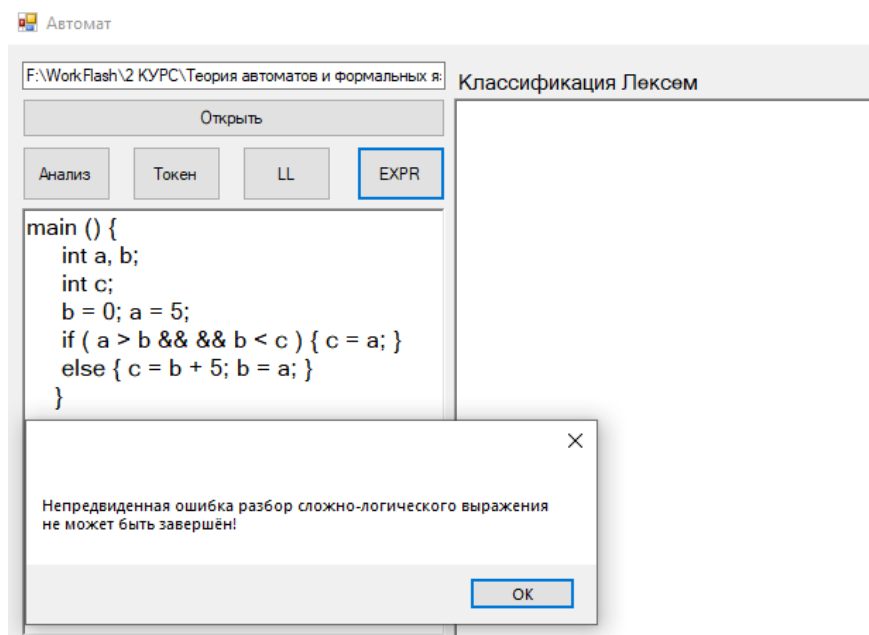 Автомат
F:\WorkFlash\2 КУРС\Теория автоматов и формальных я:
Классификация Лексем
Открыть
Анализ
Токен
LL
EXPR
main () {
int a, b;
int c;
b = 0; a = 5;
if ( a > b && && b < c ) { c = a; }
else { c = b + 5; b = a; }
}
Непредвиденная ошибка разбор сложно-логического выражения
не может быть завершён!
OK